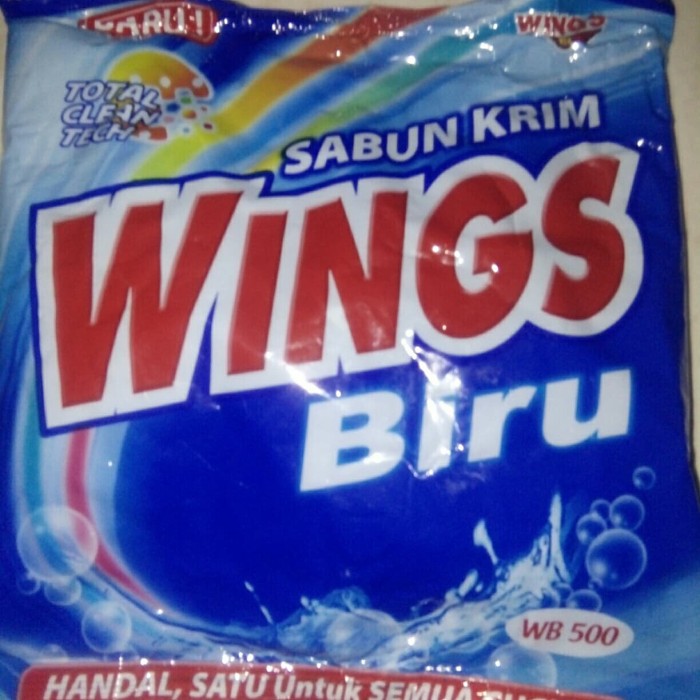 BARU!
WINGS
TOTAL
CLEAN
TECH
SABUN KRIM
WINGS
Biru
WB 500
HANDAL, SATU Untuk SEMUA